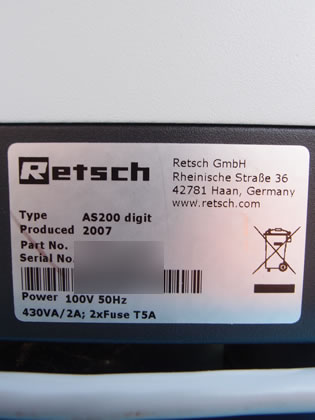 Retsch
Retsch GmbH
Rheinische Straße 36
42781 Haan, Germany
www.retsch.com
Type AS200 digit
Produced 2007
Part No.
Serial No.
Power 100V 50Hz
430VA/2A; 2xFuse T5A